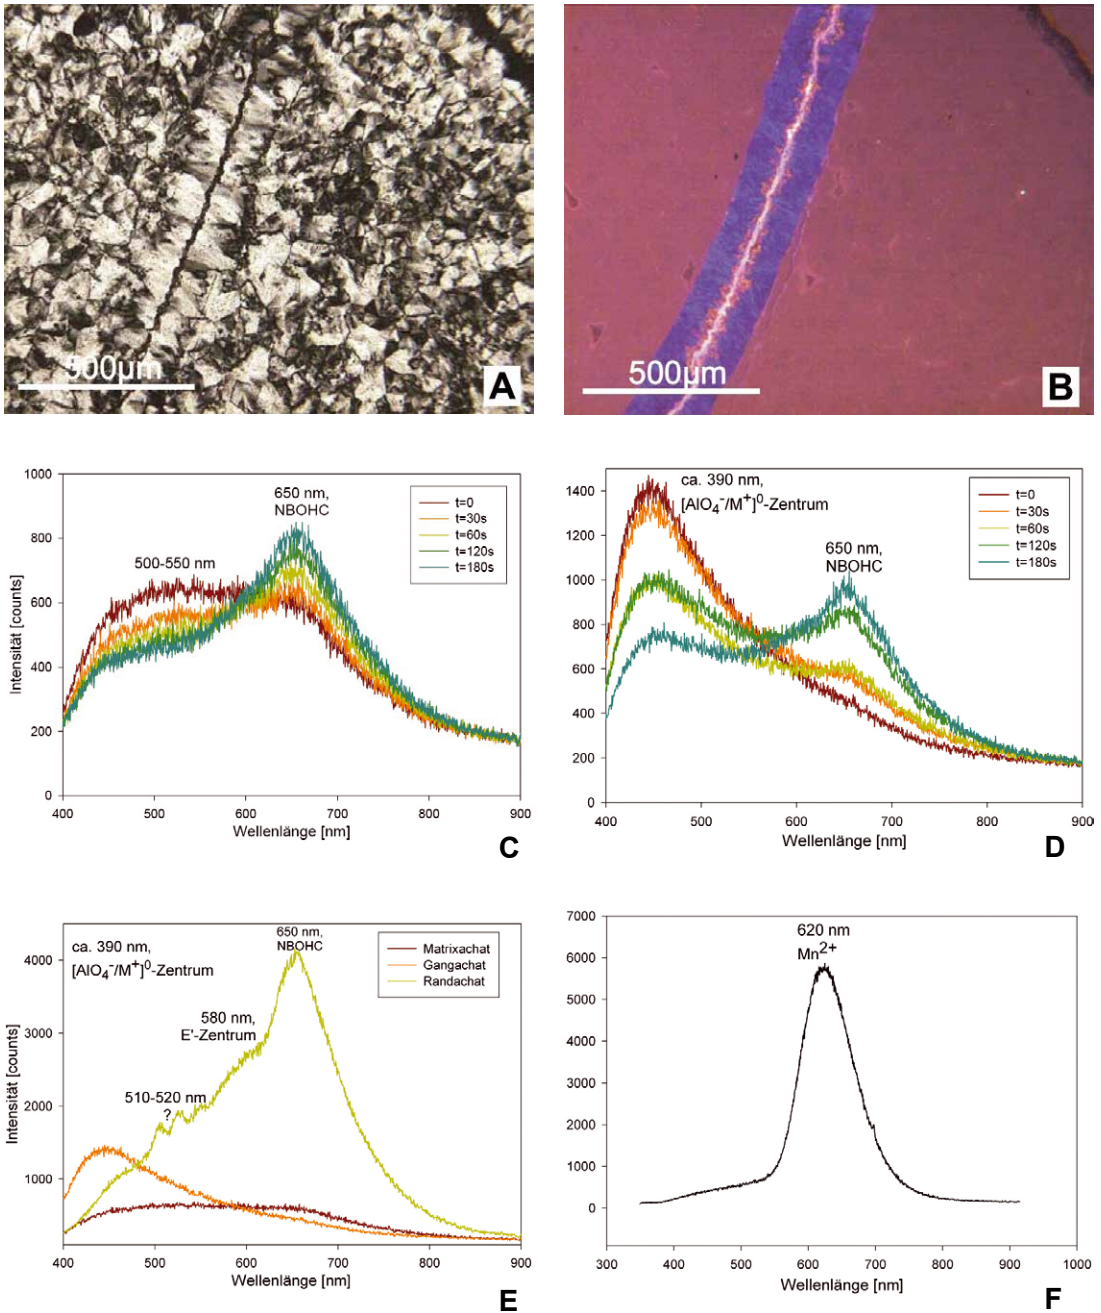 500µm
A
500µm
B
1000
800
600
400
200
0
Intensität [counts]
650 nm,
NBOHC
500-550 nm
t=0
t=30s
t=60s
t=120s
t=180s
400 500 600 700 800 900
Wellenlänge [nm]
C
1400
1200
1000
800
600
400
200
0
ca. 390 nm,
[AlO₄⁻/M⁺]⁰-Zentrum
650 nm,
NBOHC
t=0
t=30s
t=60s
t=120s
t=180s
400 500 600 700 800 900
Wellenlänge [nm]
D
4000
3000
2000
1000
Intensität [counts]
ca. 390 nm,
[AlO₄⁻/M⁺]⁰-Zentrum
650 nm,
NBOHC
580 nm,
E'-Zentrum
510-520 nm
?
Matrixachat
Gangachat
Randachat
400 500 600 700 800 900
Wellenlänge [nm]
E
7000
6000
5000
4000
3000
2000
1000
0
620 nm
Mn²⁺
300 400 500 600 700 800 900 1000
Wellenlänge [nm]
F